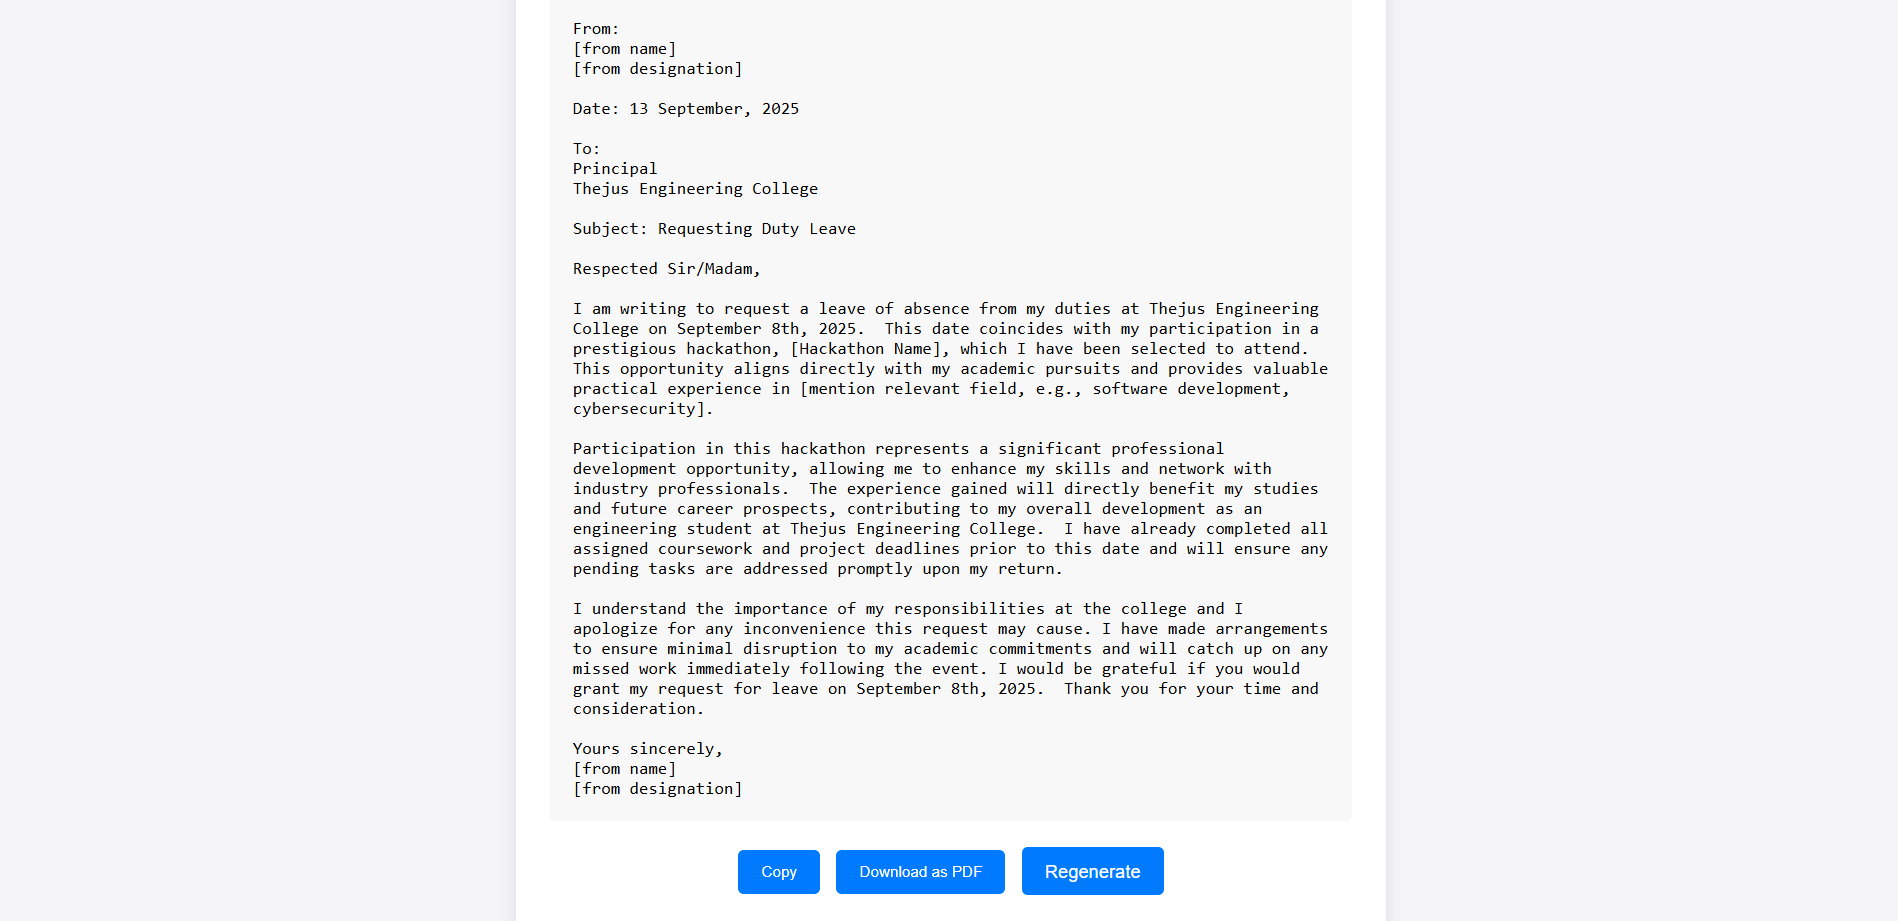 From:
[from name]
[from designation]
Date: 13 September, 2025
To:
Principal
Thejus Engineering College
Subject: Requesting Duty Leave
Respected Sir/Madam,
I am writing to request a leave of absence from my duties at Thejus Engineering
College on September 8th, 2025.  This date coincides with my participation in a
prestigious hackathon, [Hackathon Name], which I have been selected to attend.
This opportunity aligns directly with my academic pursuits and provides valuable
practical experience in [mention relevant field, e.g., software development,
cybersecurity].
Participation in this hackathon represents a significant professional
development opportunity, allowing me to enhance my skills and network with
industry professionals.  The experience gained will directly benefit my studies
and future career prospects, contributing to my overall development as an
engineering student at Thejus Engineering College.  I have already completed all
assigned coursework and project deadlines prior to this date and will ensure any
pending tasks are addressed promptly upon my return.
I understand the importance of my responsibilities at the college and I
apologize for any inconvenience this request may cause. I have made arrangements
to ensure minimal disruption to my academic commitments and will catch up on any
missed work immediately following the event. I would be grateful if you would
grant my request for leave on September 8th, 2025.  Thank you for your time and
consideration.
Yours sincerely,
[from name]
[from designation]
Copy
Download as PDF
Regenerate